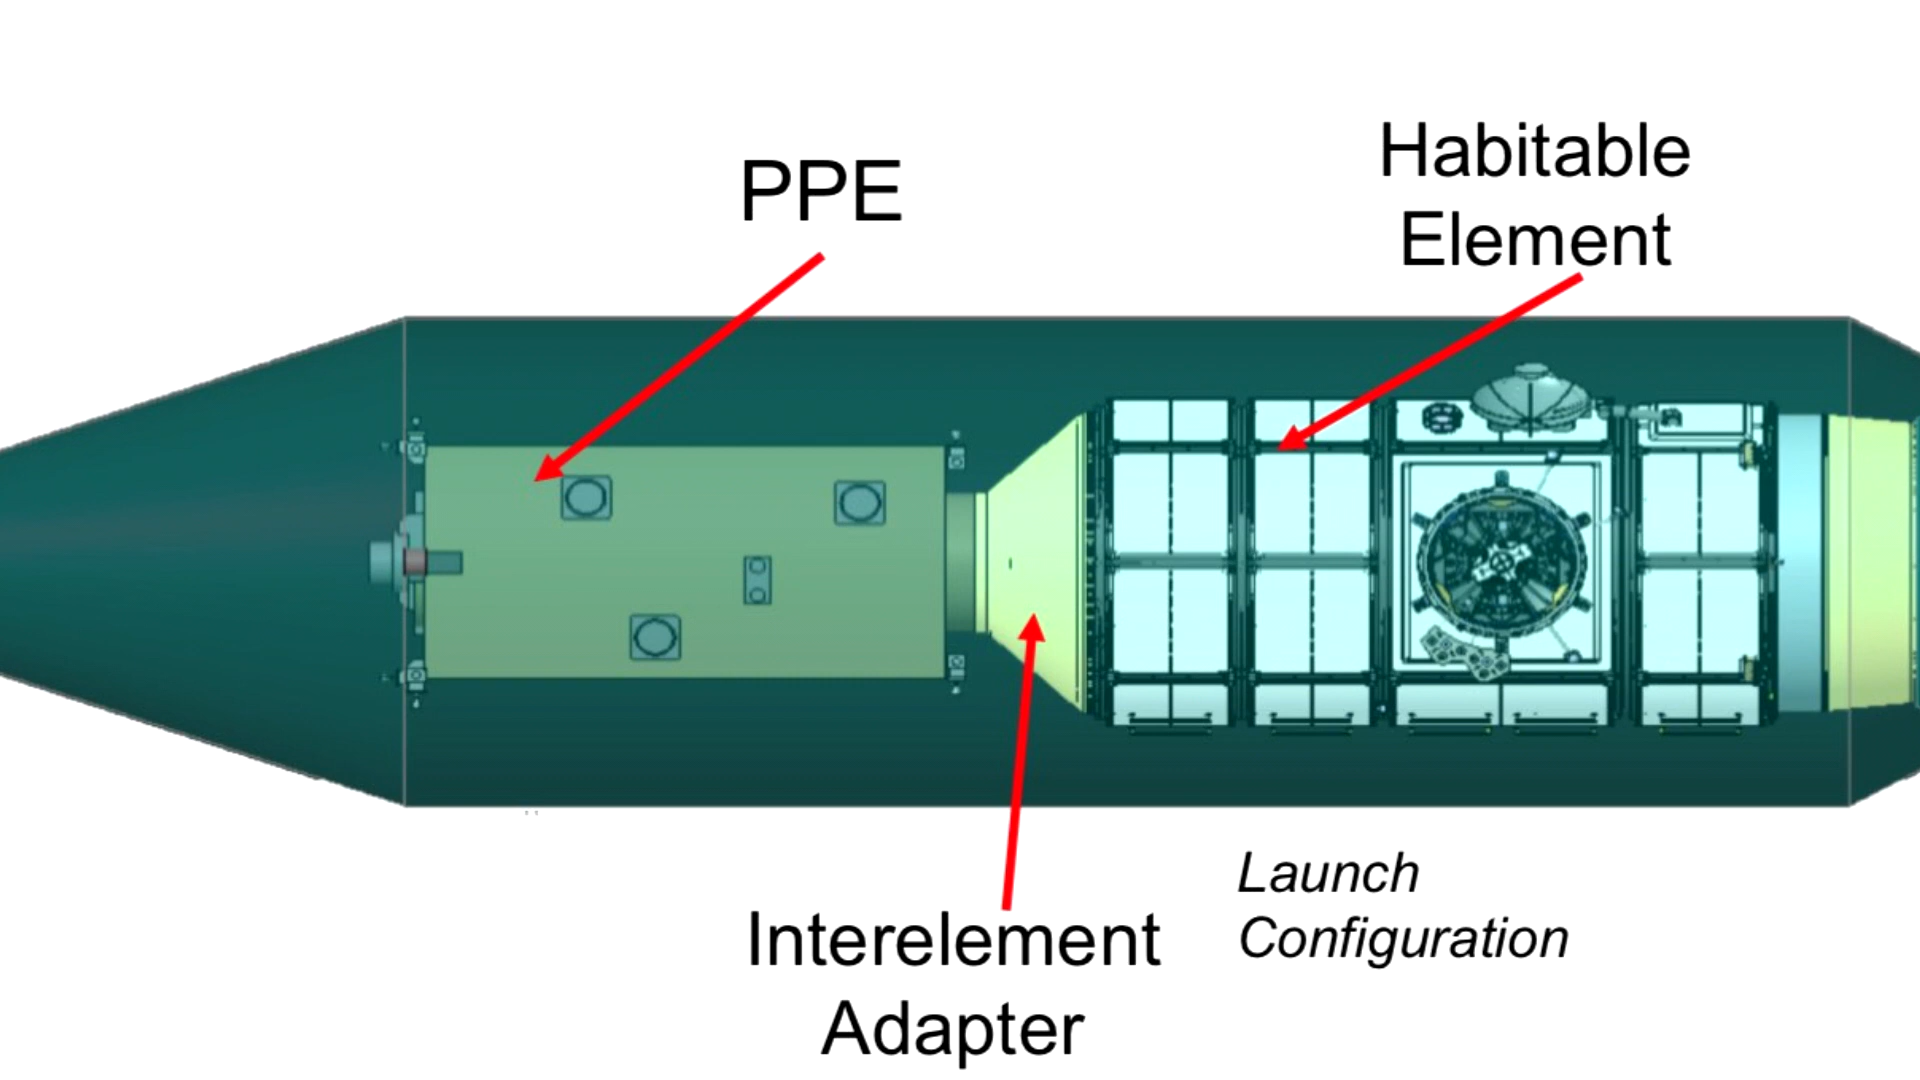 PPE
Habitable
Element
Interelement
Adapter
Launch
Configuration